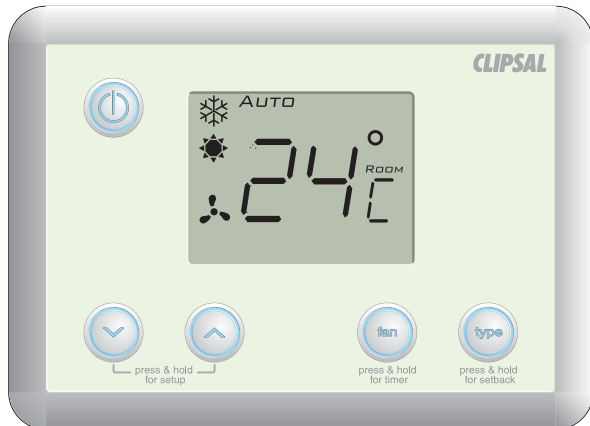 CLIPSAL
AUTO
24°
ROOM
C
fan
type
press & hold
for setup
press & hold
for timer
press & hold
for setback